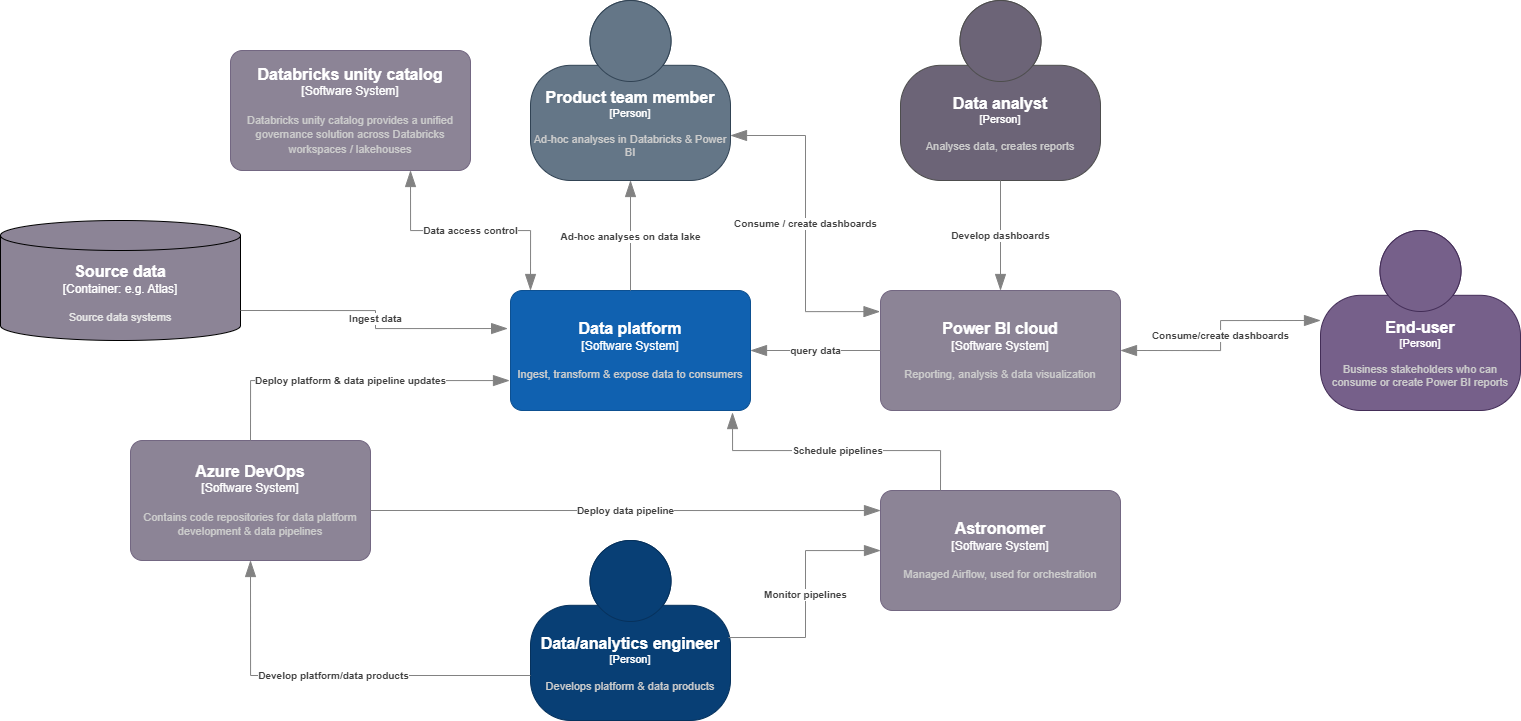 Databricks unity catalog
[Software System]
Databricks unity catalog provides a unified
governance solution across Databricks
workspaces / lakehouses
Product team member
[Person]
Ad-hoc analyses in Databricks & Power
BI
Data analyst
[Person]
Analyses data, creates reports
Data access control
Ad-hoc analyses on data lake
Consume / create dashboards
Develop dashboards
Source data
[Container: e.g. Atlas]
Source data systems
Ingest data
Data platform
[Software System]
Ingest, transform & expose data to consumers
query data
Power BI cloud
[Software System]
Reporting, analysis & data visualization
Consume/create dashboards
End-user
[Person]
Business stakeholders who can
consume or create Power BI reports
Deploy platform & data pipeline updates
Schedule pipelines
Azure DevOps
[Software System]
Contains code repositories for data platform
development & data pipelines
Deploy data pipeline
Astronomer
[Software System]
Managed Airflow, used for orchestration
Monitor pipelines
Data/analytics engineer
[Person]
Develops platform & data products
Develop platform/data products